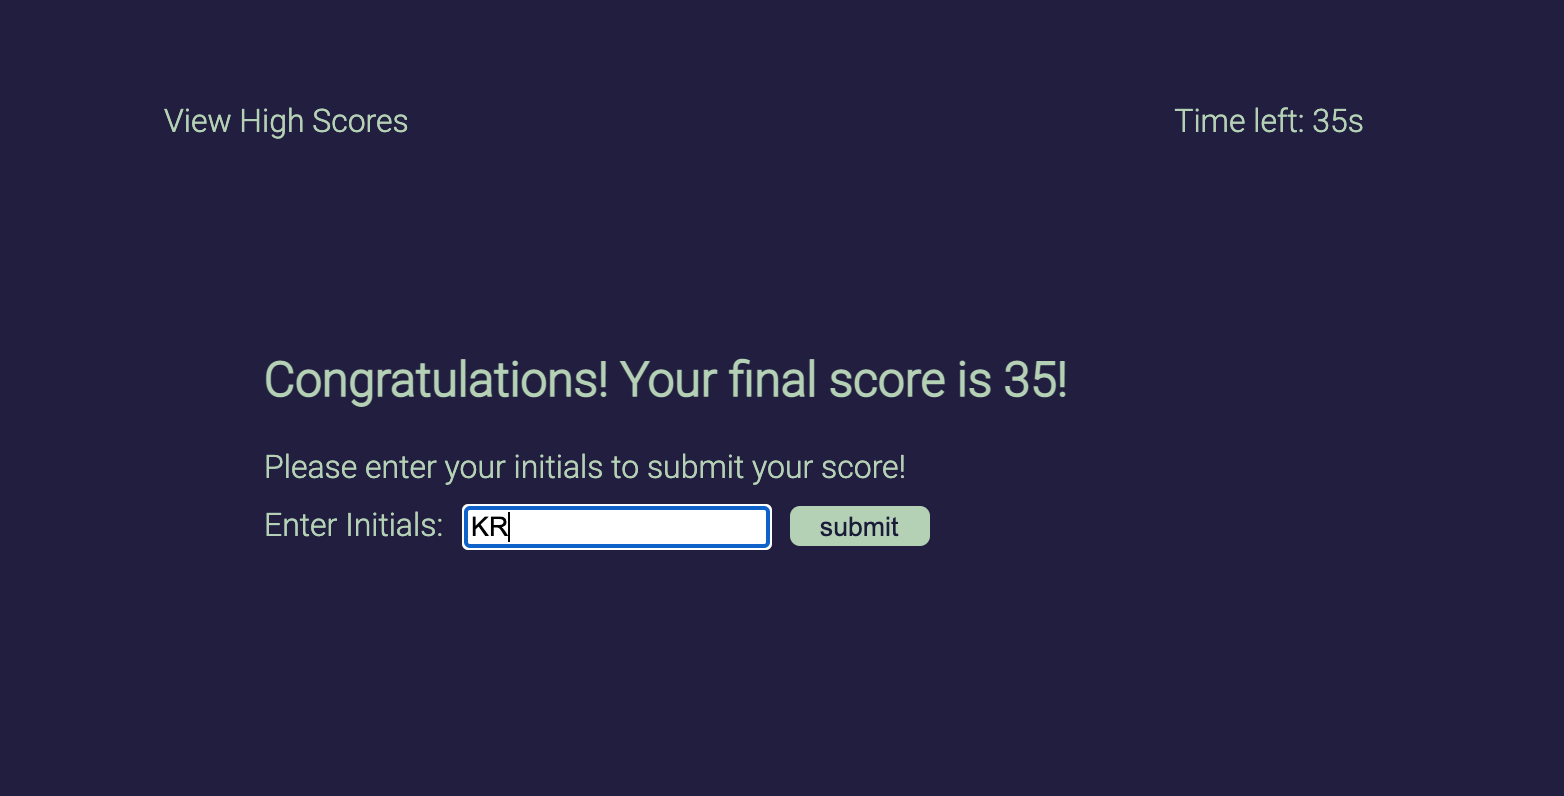 View High Scores
Time left: 35s
Congratulations! Your final score is 35!
Please enter your initials to submit your score!
Enter Initials: KR submit